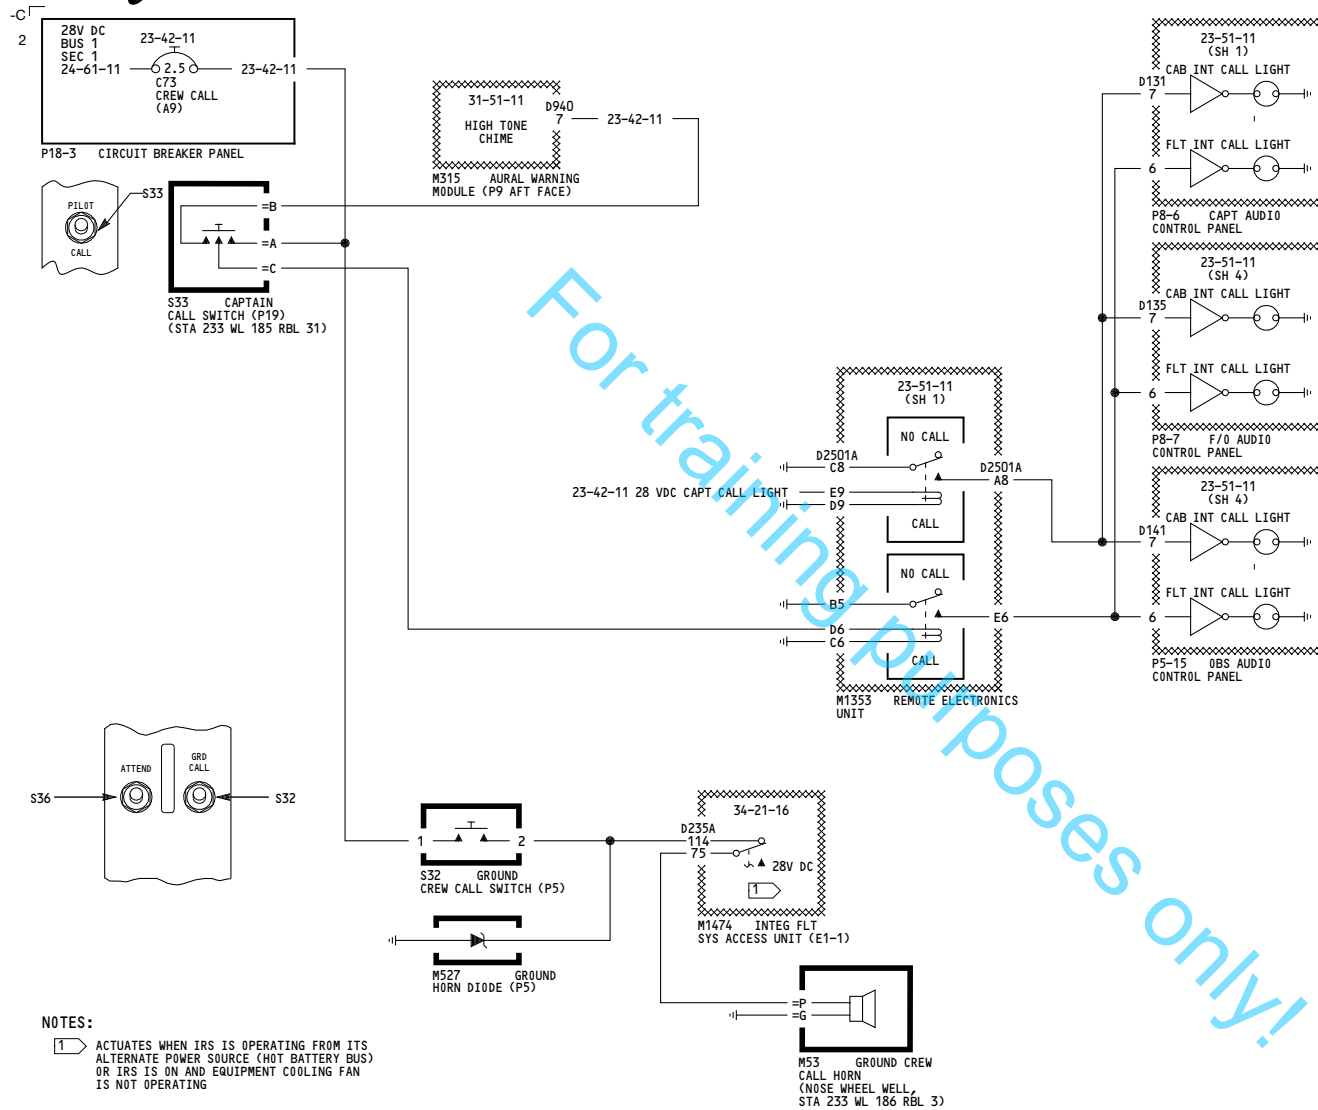 -C
2
28V DC
BUS 1
SEC 1
24-61-11
23-42-11
2.5
23-42-11
C73
CREW CALL
(A9)
P18-3 CIRCUIT BREAKER PANEL
31-51-11
HIGH TONE
CHIME
D940
7
23-42-11
M315 AURAL WARNING
MODULE (P9 AFT FACE)
PILOT
CALL
S33
=B
=A
=C
S33 CAPTAIN
CALL SWITCH (P19)
(STA 233 WL 185 RBL 31)
23-51-11
(SH 1)
CAB INT CALL LIGHT
D131
7
FLT INT CALL LIGHT
6
P8-6 CAPT AUDIO
CONTROL PANEL
23-51-11
(SH 4)
CAB INT CALL LIGHT
D135
7
FLT INT CALL LIGHT
6
P8-7 F/O AUDIO
CONTROL PANEL
23-51-11
(SH 4)
CAB INT CALL LIGHT
D141
7
FLT INT CALL LIGHT
6
P5-15 OBS AUDIO
CONTROL PANEL
23-51-11
(SH 1)
NO CALL
D2501A
C8
D2501A
A8
23-42-11 28 VDC CAPT CALL LIGHT
E9
D9
CALL
NO CALL
B5
E6
D6
C6
CALL
M1353 REMOTE ELECTRONICS
UNIT
ATTEND
GRD
CALL
S36
S32
1
2
S32 GROUND
CREW CALL SWITCH (P5)
M527 GROUND
HORN DIODE (P5)
34-21-16
D235A
114
75
28V DC
1
M1474 INTEG FLT
SYS ACCESS UNIT (E1-1)
=P
=G
M53 GROUND CREW
CALL HORN
(NOSE WHEEL WELL,
STA 233 WL 186 RBL 3)
NOTES:
1 ACTUATES WHEN IRS IS OPERATING FROM ITS
ALTERNATE POWER SOURCE (HOT BATTERY BUS)
OR IRS IS ON AND EQUIPMENT COOLING FAN
IS NOT OPERATING
For training purposes only!